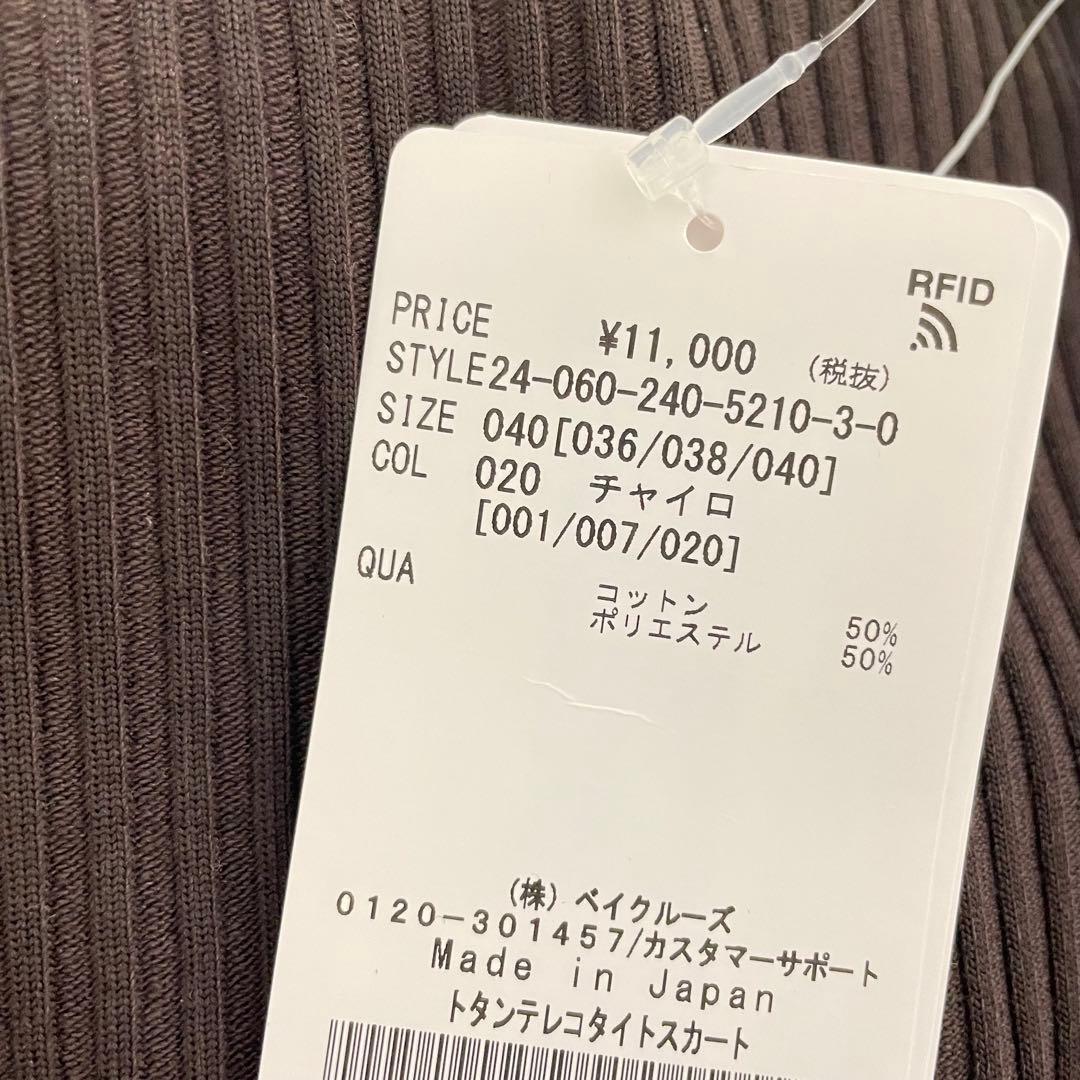 RFID
PRICE ¥11,000 (税抜)
STYLE24-060-240-5210-3-0
SIZE 040[036/038/040]
COL 020 チャイロ
[001/007/020]
QUA
コットン 50%
ポリエステル 50%
(株)ベイクルーズ
0120-301457/カスタマーサポート
Made in Japan
トタンテレコタイトスカート